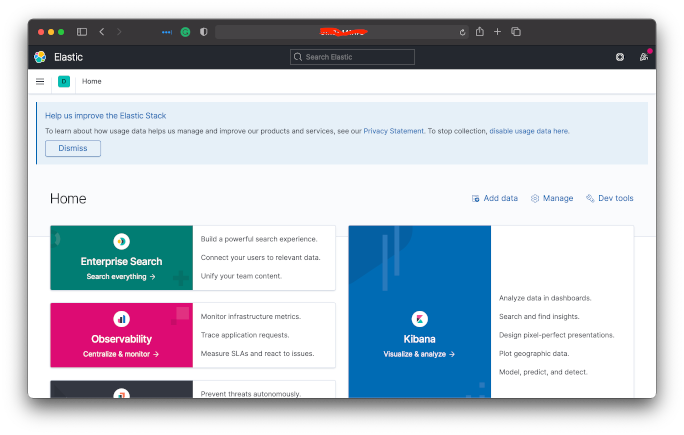 Elastic
Search Elastic
D
Home
Help us improve the Elastic Stack
To learn about how usage data helps us manage and improve our products and services, see our Privacy Statement. To stop collection, disable usage data here.
Dismiss
Home
Add data
Manage
Dev tools
Enterprise Search
Search everything →
Build a powerful search experience.
Connect your users to relevant data.
Unify your team content.
Observability
Centralize & monitor →
Monitor infrastructure metrics.
Trace application requests.
Measure SLAs and react to issues.
Prevent threats autonomously.
Kibana
Visualize & analyze →
Analyze data in dashboards.
Search and find insights.
Design pixel-perfect presentations.
Plot geographic data.
Model, predict, and detect.